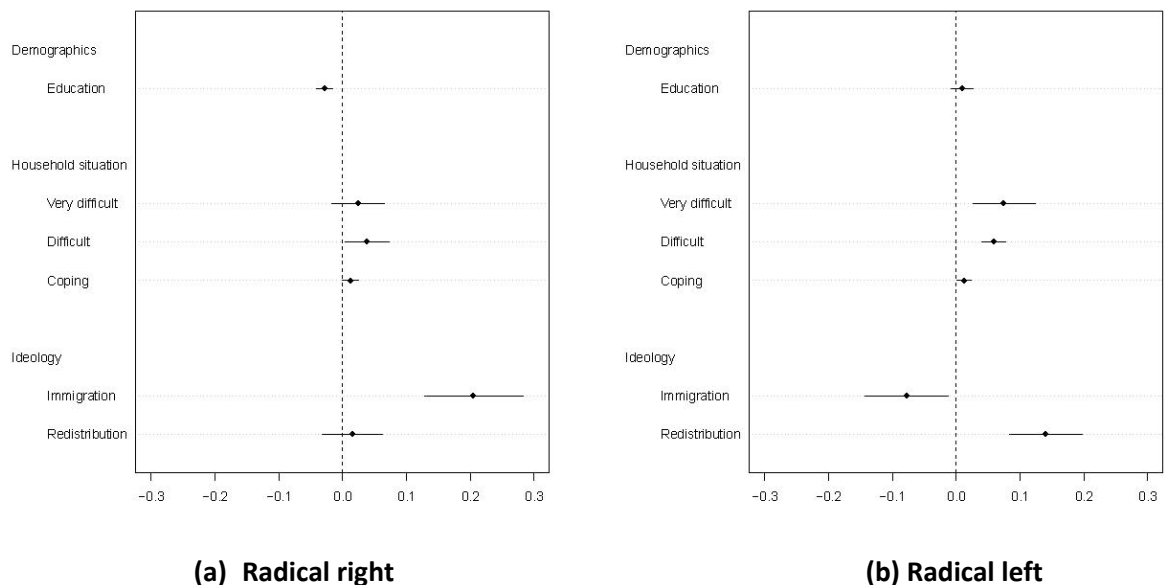 Demographics
Education
Household situation
Very difficult
Difficult
Coping
Ideology
Immigration
Redistribution
−0.3 −0.2 −0.1 0.0 0.1 0.2 0.3
(a) Radical right
Demographics
Education
Household situation
Very difficult
Difficult
Coping
Ideology
Immigration
Redistribution
−0.3 −0.2 −0.1 0.0 0.1 0.2 0.3
(b) Radical left